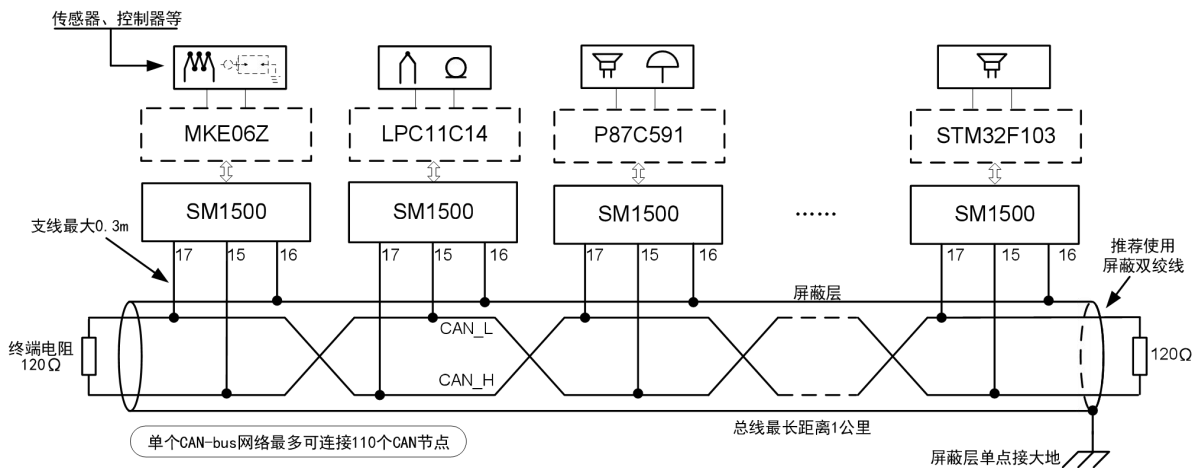 传感器、控制器等
MKE06Z
LPC11C14
P87C591
STM32F103
SM1500
SM1500
SM1500
……
SM1500
支线最大0.3m
17
15
16
17
15
16
17
15
16
17
15
16
推荐使用
屏蔽双绞线
屏蔽层
CAN_L
终端电阻
120Ω
120Ω
CAN_H
总线最长距离1公里
单个CAN-bus网络最多可连接110个CAN节点
屏蔽层单点接大地